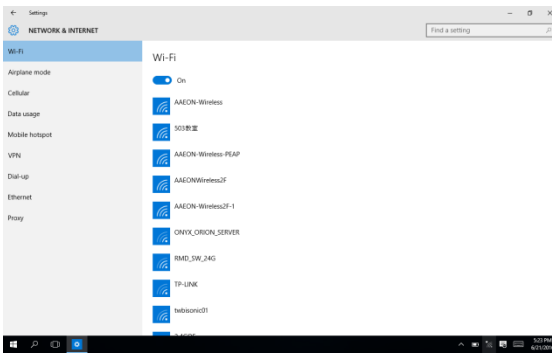 Settings
NETWORK & INTERNET
Find a setting
Wi-Fi
Airplane mode
Cellular
Data usage
Mobile hotspot
VPN
Dial-up
Ethernet
Proxy
Wi-Fi
On
AAEON-Wireless
503教室
AAEON-Wireless-PEAP
AAEONWireless2F
AAEON-Wireless2F-1
ONYX_ORION_SERVER
RMD_SW_24G
TP-LINK
twbisonic01
5:23 PM